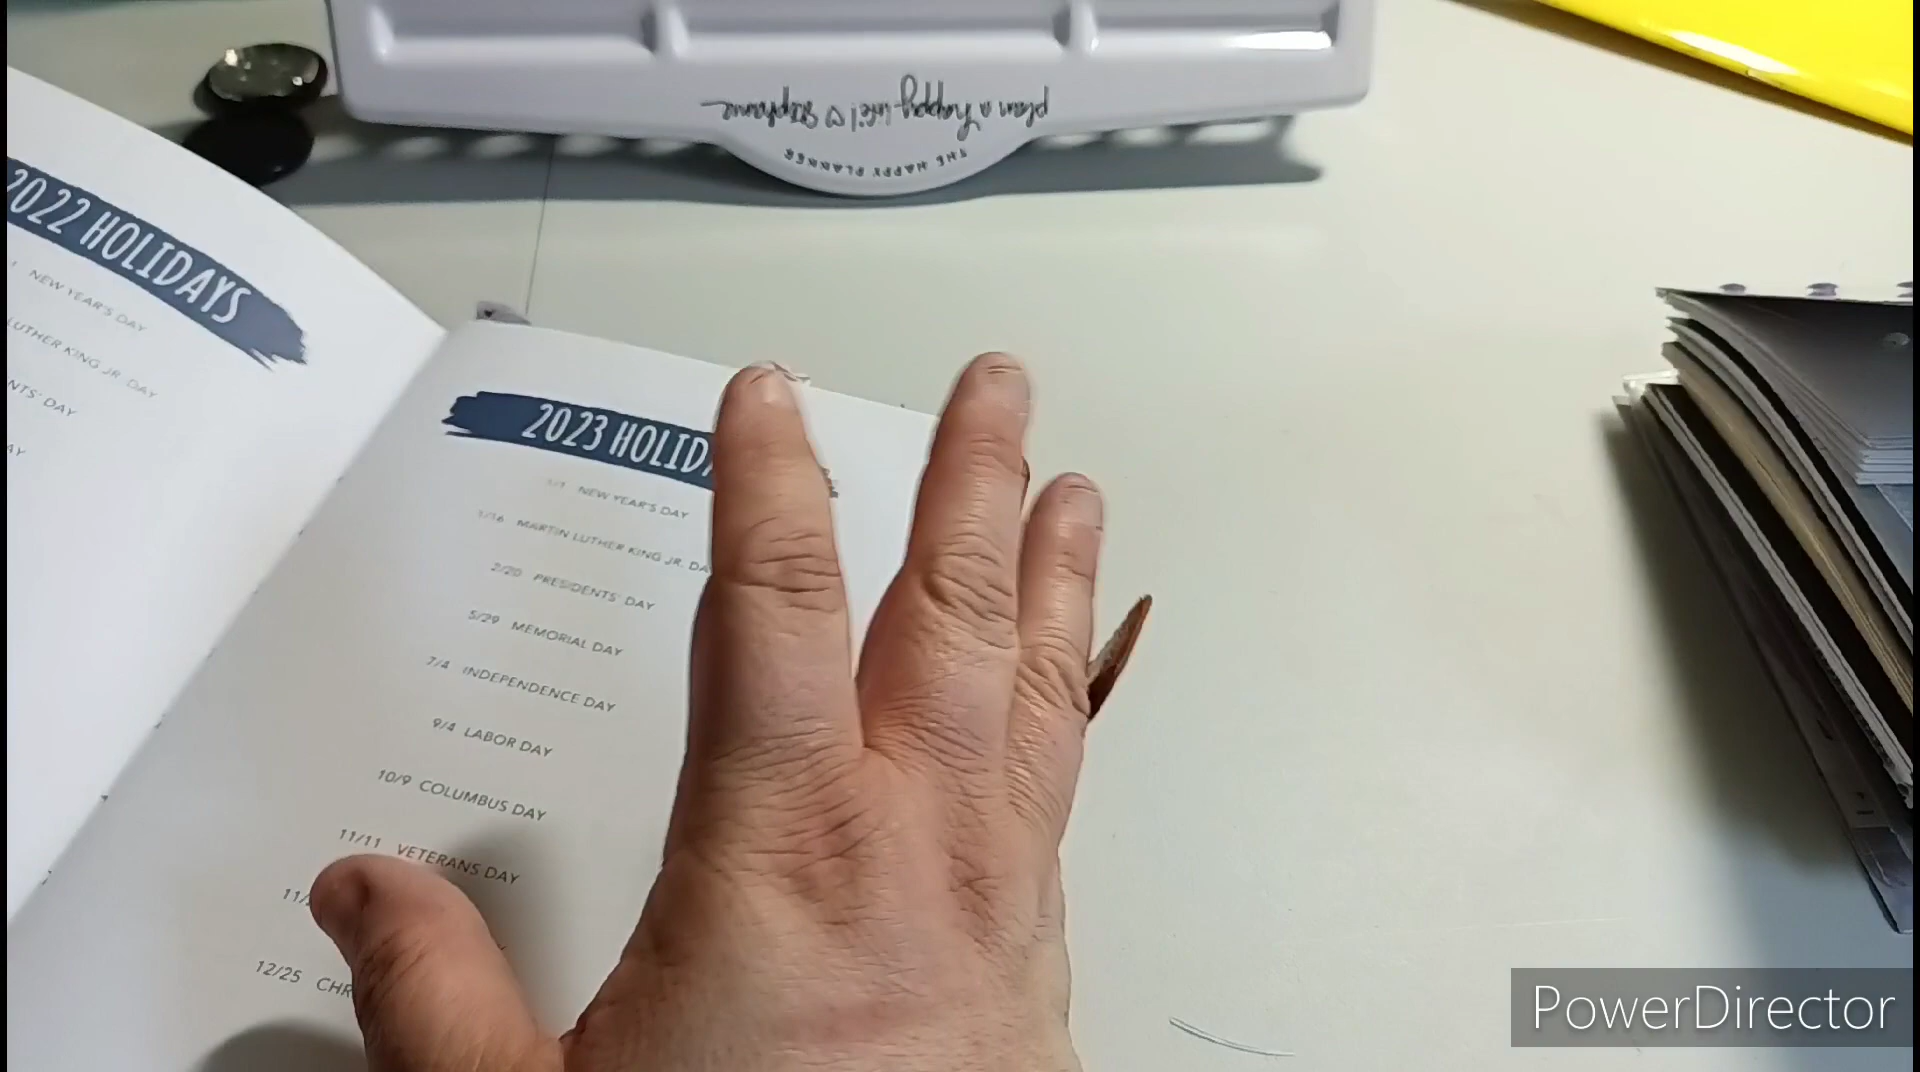 plan a happy life! ♡ Stephanie
THE HAPPY PLANNER
2022 HOLIDAYS
NEW YEAR'S DAY
LUTHER KING JR. DAY
DAY
2023
1/1 NEW YEAR'S DAY
1/16 MARTIN LUTHER KING JR.
2/20 PRESIDENTS' DAY
5/29 MEMORIAL DAY
7/4 INDEPENDENCE DAY
9/4 LABOR DAY
10/9 COLUMBUS DAY
11/11 VETERANS DAY
12/25
PowerDirector